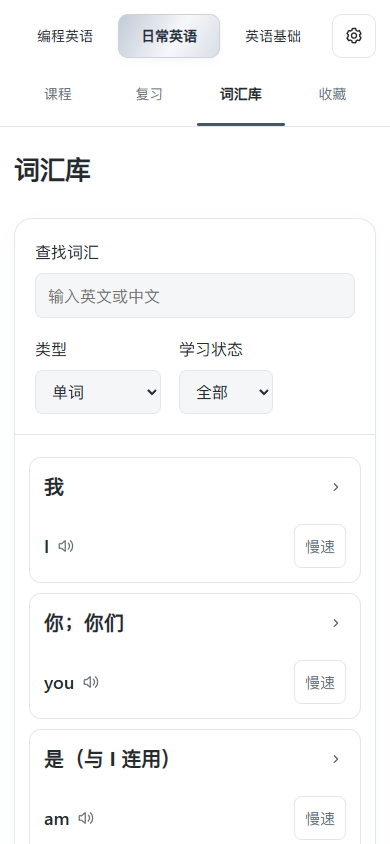 编程英语 日常英语 英语基础
课程 复习 词汇库 收藏
词汇库
查找词汇
输入英文或中文
类型 学习状态
单词 全部
我
I 慢速
你；你们
you 慢速
是（与 I 连用）
am 慢速